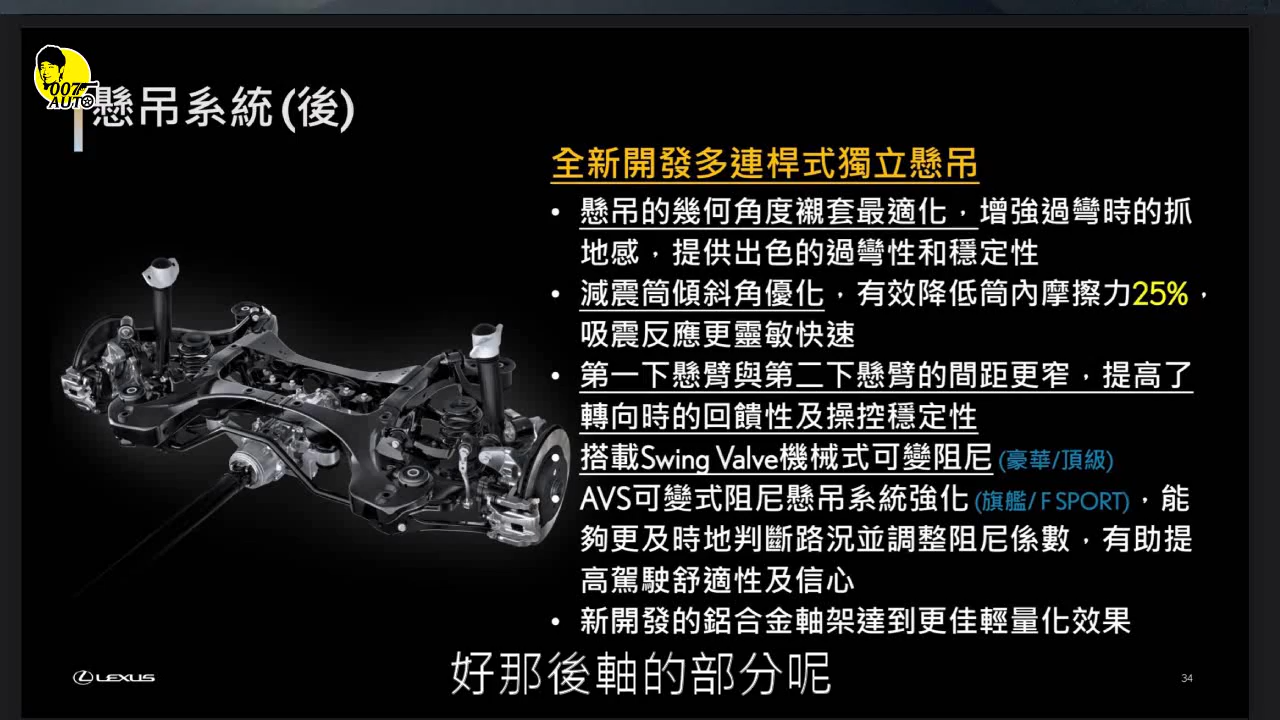 007
AUTO
懸吊系統(後)
全新開發多連桿式獨立懸吊
• 懸吊的幾何角度襯套最適化，增強過彎時的抓
地感，提供出色的過彎性和穩定性
• 減震筒傾斜角優化，有效降低筒內摩擦力25%，
吸震反應更靈敏快速
• 第一下懸臂與第二下懸臂的間距更窄，提高了
轉向時的回饋性及操控穩定性
• 搭載Swing Valve機械式可變阻尼 (豪華/頂級)
• AVS可變式阻尼懸吊系統強化 (旗艦/ F SPORT)，能
夠更及時地判斷路況並調整阻尼係數，有助提
高駕駛舒適性及信心
• 新開發的鋁合金軸架達到更佳輕量化效果
好那後軸的部分呢
LEXUS
34